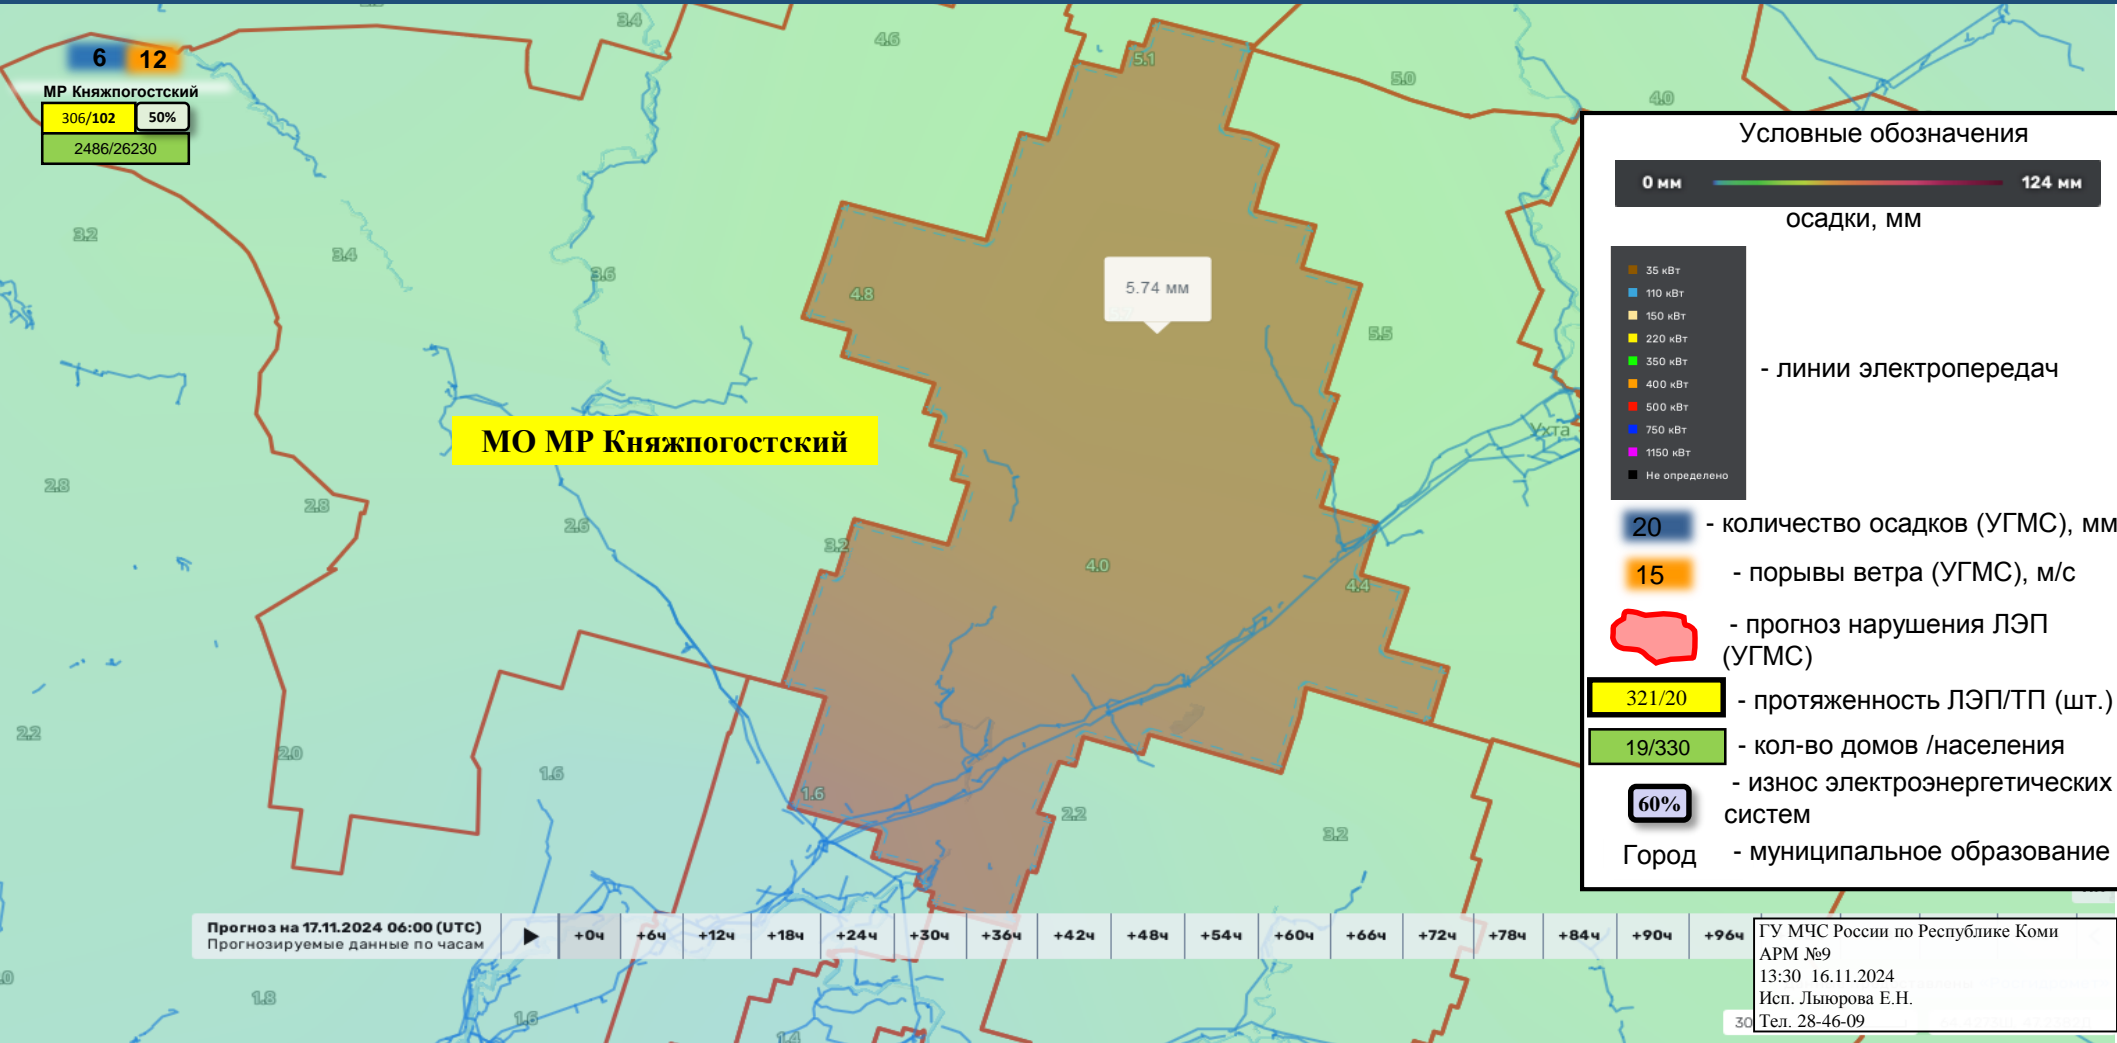 6 12
МР Княжпогостский
306/102 50%
2486/26230
3.4
4.6
5.1
5.0
4.0
3.2
3.4
3.6
4.8
5.74 мм
5.5
Ухта
МО МР Княжпогостский
2.8
2.8
2.6
3.2
4.0
4.4
2.2
2.0
1.6
1.6
2.2
3.2
1.8
1.6
1.4
Условные обозначения
0 мм 124 мм
осадки, мм
35 кВт
110 кВт
150 кВт
220 кВт
350 кВт
400 кВт
500 кВт
750 кВт
1150 кВт
Не определено
- линии электропередач
20 - количество осадков (УГМС), мм
15 - порывы ветра (УГМС), м/с
- прогноз нарушения ЛЭП
(УГМС)
321/20 - протяженность ЛЭП/ТП (шт.)
19/330 - кол-во домов /населения
60% - износ электроэнергетических
систем
Город - муниципальное образование
Прогноз на 17.11.2024 06:00 (UTC)
Прогнозируемые данные по часам
+0ч +6ч +12ч +18ч +24ч +30ч +36ч +42ч +48ч +54ч +60ч +66ч +72ч +78ч +84ч +90ч +96ч
ГУ МЧС России по Республике Коми
АРМ №9
13:30 16.11.2024
Исп. Лыюрова Е.Н.
Тел. 28-46-09
30